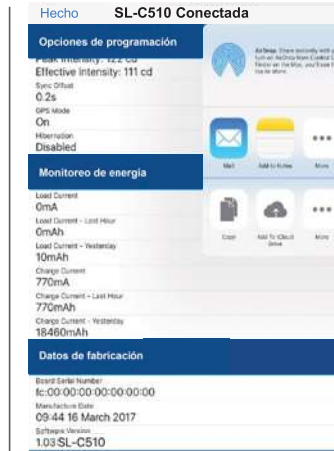 Hecho SL-C510 Conectada
Opciones de programación
Peak Intensity: 122 cd
Effective Intensity: 111 cd
Sync Offset
0.2s
GPS Mode
On
Hibernation
Disabled
Mail
Add to Notes
More
Monitoreo de energía
Load Current
0mA
Load Current - Last Hour
0mAh
Load Current - Yesterday
10mAh
Charge Current
770mA
Charge Current - Last Hour
770mAh
Charge Current - Yesterday
18460mAh
Copy
Add To iCloud
Drive
More
Datos de fabricación
Board Serial Number
fc:00:00:00:00:00:00:00
Manufacture Date
09:44 16 March 2017
Software Version
1.03 SL-C510